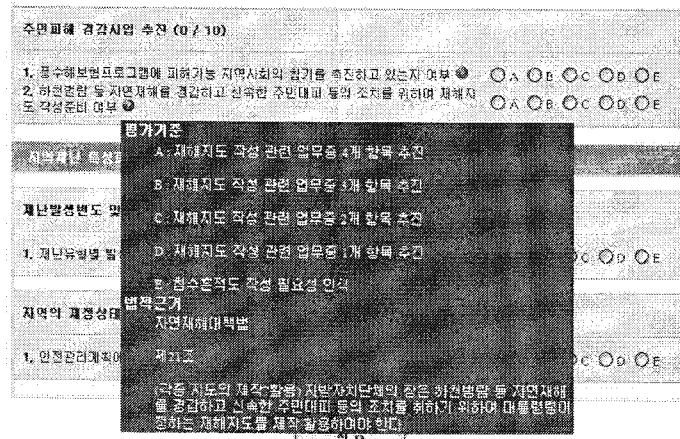 주민피해 경감사업 추진 (0 / 10)
1. 풍수해보험프로그램에 피해가능 지역사회의 참가를 촉진하고 있는지 여부 A B C D E
2. 하천범람 등 자연재해를 경감하고 신속한 주민대피 등의 조치를 위하여 재해지
도 작성준비 여부 A B C D E
평가기준
A : 재해지도 작성 관련 업무중 4개 항목 추진
B : 재해지도 작성 관련 업무중 3개 항목 추진
C : 재해지도 작성 관련 업무중 2개 항목 추진
D : 재해지도 작성 관련 업무중 1개 항목 추진
E : 침수흔적도 작성 필요성 인식
법적근거
자연재해대책법
제21조
(각종 지도의 제작·활용) 지방자치단체의 장은 하천범람 등 자연재해
를 경감하고 신속한 주민대피 등의 조치를 취하기 위하여 대통령령이
정하는 재해지도를 제작 활용하여야 한다
지역재난 특성
재난발생빈도 및
1. 재난유형별 발 C D E
지역의 재정상태
1. 안전관리계획에 C D E